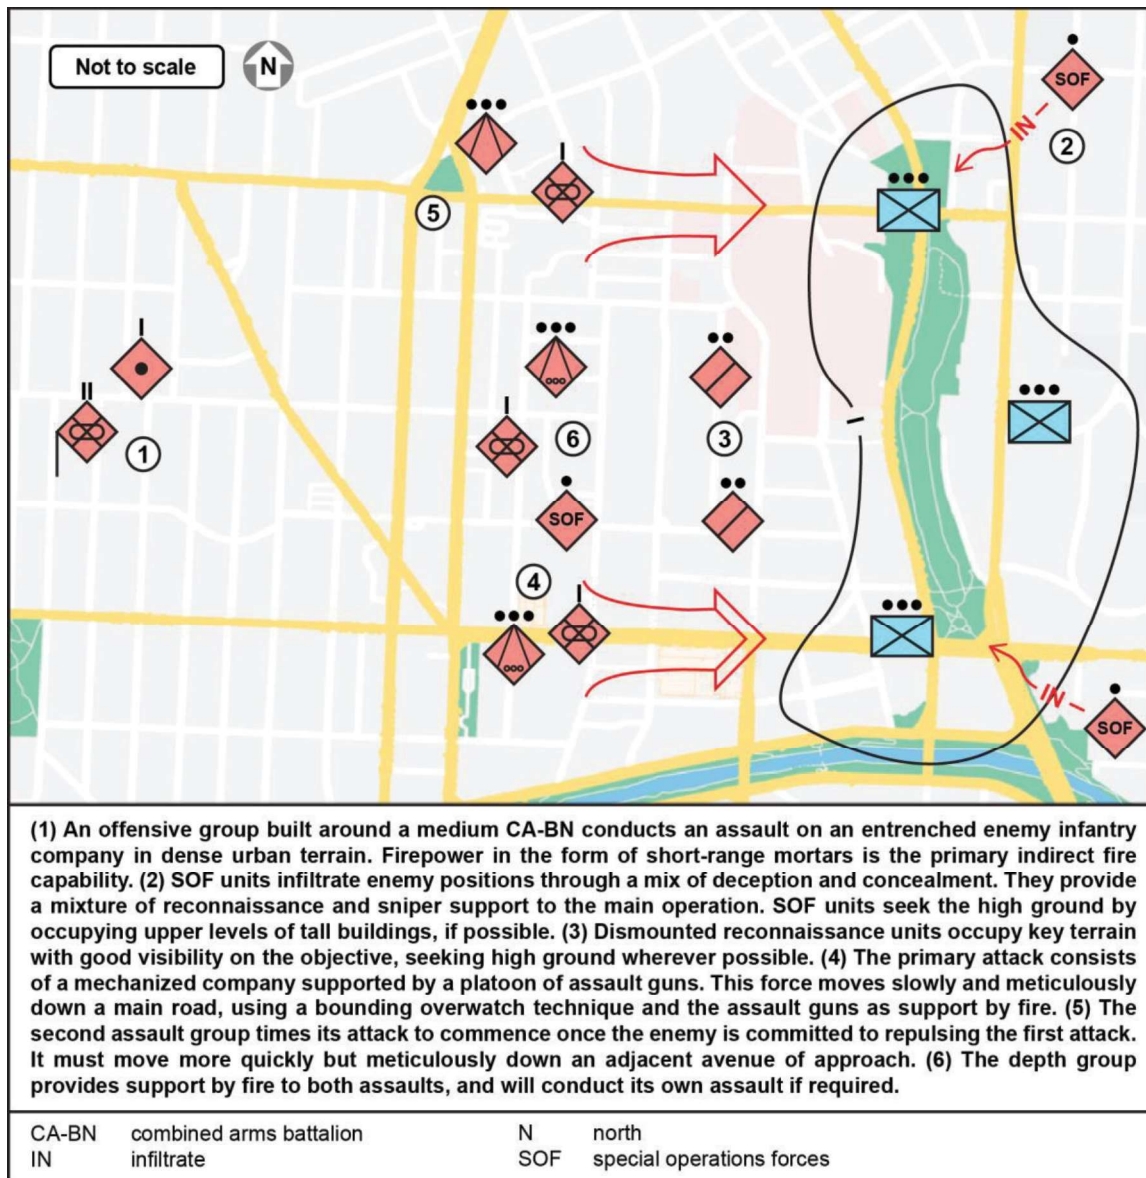 Not to scale
N
SOF
IN
2
I
5
I
6
3
I
II
1
I
SOF
I
4
I
IN
SOF
(1) An offensive group built around a medium CA-BN conducts an assault on an entrenched enemy infantry
company in dense urban terrain. Firepower in the form of short-range mortars is the primary indirect fire
capability. (2) SOF units infiltrate enemy positions through a mix of deception and concealment. They provide
a mixture of reconnaissance and sniper support to the main operation. SOF units seek the high ground by
occupying upper levels of tall buildings, if possible. (3) Dismounted reconnaissance units occupy key terrain
with good visibility on the objective, seeking high ground wherever possible. (4) The primary attack consists
of a mechanized company supported by a platoon of assault guns. This force moves slowly and meticulously
down a main road, using a bounding overwatch technique and the assault guns as support by fire. (5) The
second assault group times its attack to commence once the enemy is committed to repulsing the first attack.
It must move more quickly but meticulously down an adjacent avenue of approach. (6) The depth group
provides support by fire to both assaults, and will conduct its own assault if required.
CA-BN combined arms battalion N north
IN infiltrate SOF special operations forces